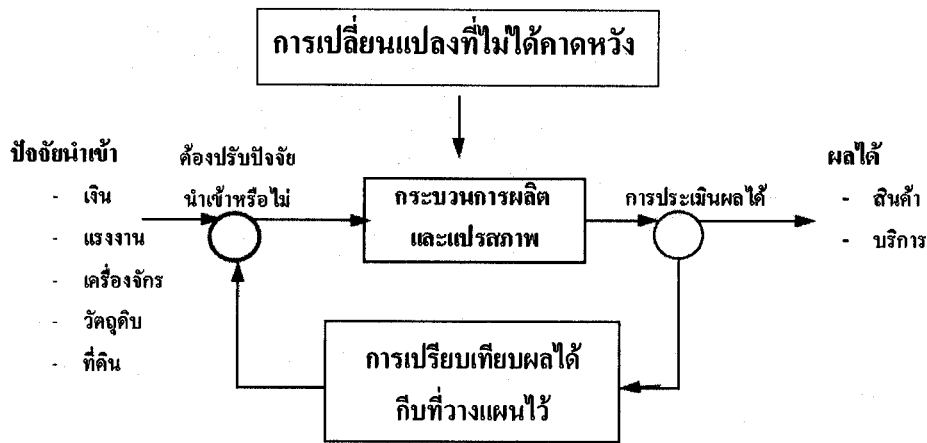 การเปลี่ยนแปลงที่ไม่ได้คาดหวัง
ปัจจัยนำเข้า
- เงิน
- แรงงาน
- เครื่องจักร
- วัตถุดิบ
- ที่ดิน
ต้องปรับปัจจัย
นำเข้าหรือไม่
กระบวนการผลิต
และแปรสภาพ
การประเมินผลได้
ผลได้
- สินค้า
- บริการ
การเปรียบเทียบผลได้
กีบที่วางแผนไว้